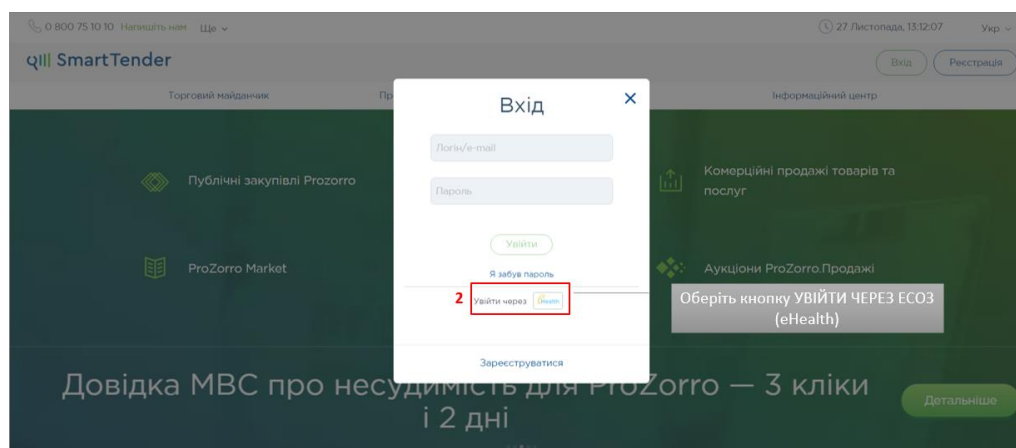 0 800 75 10 10 Напишіть нам Ще
27 Листопада, 13:12:07 Укр
SmartTender
Вхід Реєстрація
Торговий майданчик
Пр
Інформаційний центр
Вхід
Логін/e-mail
Пароль
Увійти
Я забув пароль
2 Увійти через eHealth
Зареєструватися
Публічні закупівлі Prozorro
Комерційні продажі товарів та
послуг
ProZorro Market
Аукціони ProZorro.Продажі
Оберіть кнопку УВІЙТИ ЧЕРЕЗ ЕСОЗ
(eHealth)
Довідка МВС про несудимість для ProZorro — 3 кліки
і 2 дні
Детальніше